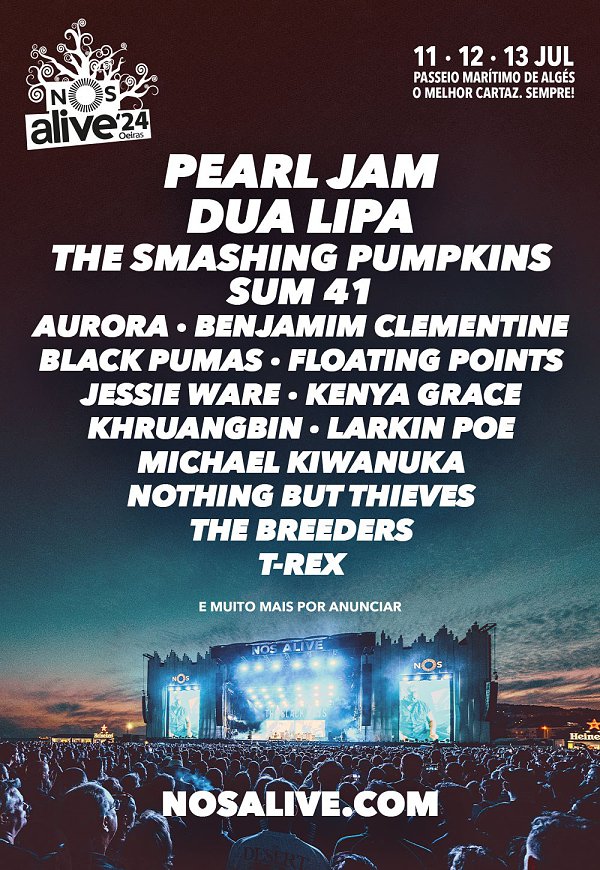 NOS
alive'24
Oeiras
11 · 12 · 13 JUL
PASSEIO MARÍTIMO DE ALGÉS
O MELHOR CARTAZ. SEMPRE!
PEARL JAM
DUA LIPA
THE SMASHING PUMPKINS
SUM 41
AURORA • BENJAMIM CLEMENTINE
BLACK PUMAS • FLOATING POINTS
JESSIE WARE • KENYA GRACE
KHRUANGBIN • LARKIN POE
MICHAEL KIWANUKA
NOTHING BUT THIEVES
THE BREEDERS
T-REX
E MUITO MAIS POR ANUNCIAR
NOS ALIVE
NOS
NOS
Heineken
NOSALIVE.COM
DESERT